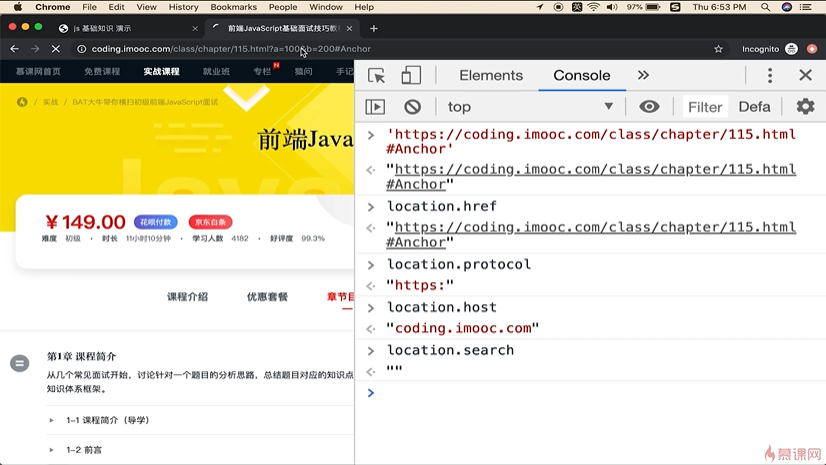 Chrome File Edit View History Bookmarks People Window Help
97% Thu 6:53 PM
js 基础知识 演示
前端JavaScript基础面试技巧教
coding.imooc.com/class/chapter/115.html?a=100&b=200#Anchor
Incognito
慕课网首页 免费课程 实战课程 就业班 专栏 N 猿问 手记
/ 实战 / BAT大牛带你横扫初级前端JavaScript面试
前端Java
¥149.00 花呗付款 京东白条
难度 初级 · 时长 11小时10分钟 · 学习人数 4182 · 好评度 99.3%
课程介绍 优惠套餐 章节目
第1章 课程简介
从几个常见面试开始，讨论针对一个题目的分析思路，总结题目对应的知识点
知识体系框架。
1-1 课程简介（导学）
1-2 前言
Elements Console
top Filter Defa
'https://coding.imooc.com/class/chapter/115.html
#Anchor'
"https://coding.imooc.com/class/chapter/115.html
#Anchor"
location.href
"https://coding.imooc.com/class/chapter/115.html
#Anchor"
location.protocol
"https:"
location.host
"coding.imooc.com"
location.search
""
慕课网